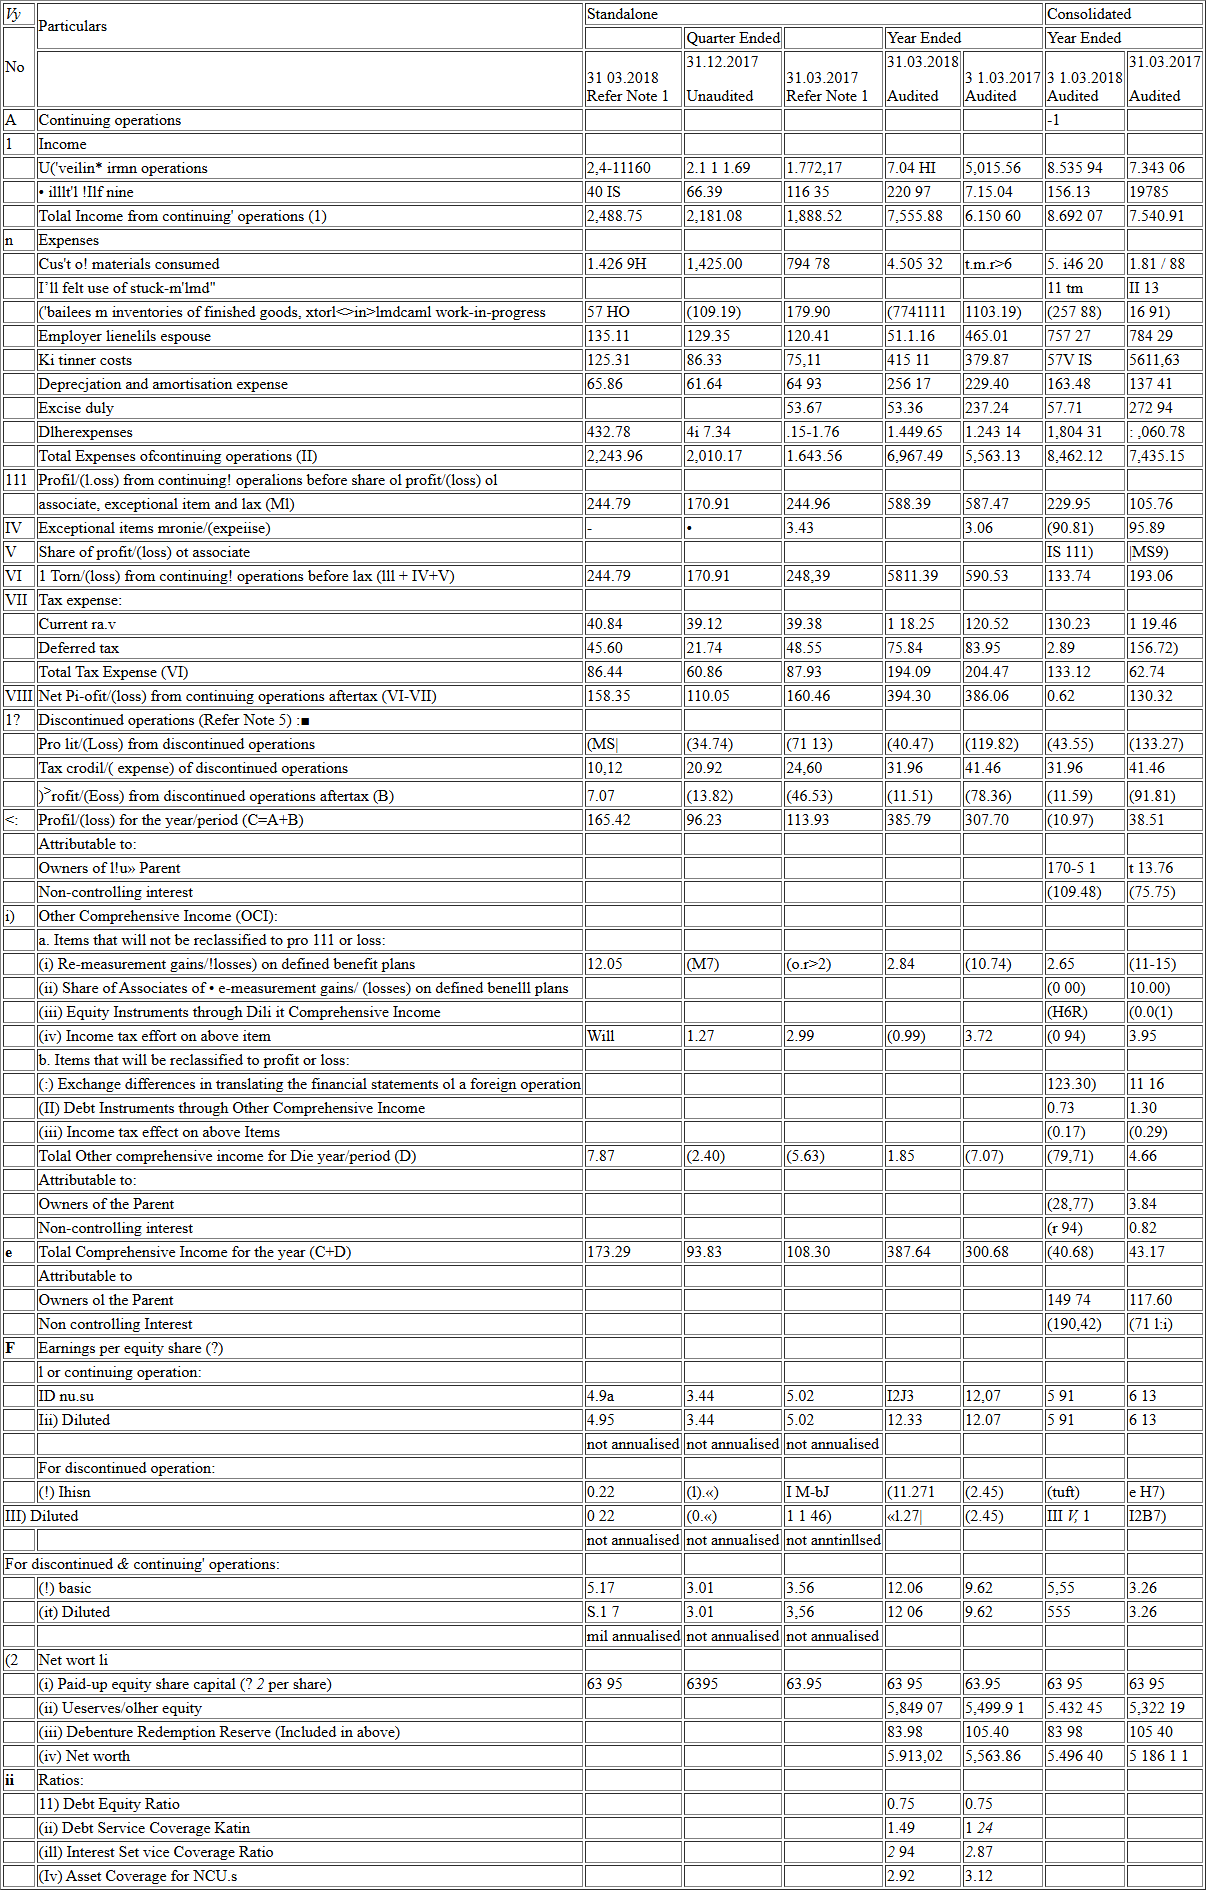 Vy Particulars Standalone Consolidated
No Quarter Ended Year Ended Year Ended
31 03.2018 Refer Note 1 31.12.2017 Unaudited 31.03.2017 Refer Note 1 31.03.2018 Audited 3 1.03.2017 Audited 3 1.03.2018 Audited 31.03.2017 Audited
A Continuing operations -1
1 Income
U('veilin* irmn operations 2,4-11160 2.1 1 1.69 1.772,17 7.04 HI 5,015.56 8.535 94 7.343 06
• illlt'l !Ilf nine 40 IS 66.39 116 35 220 97 7.15.04 156.13 19785
Tolal Income from continuing' operations (1) 2,488.75 2,181.08 1,888.52 7,555.88 6.150 60 8.692 07 7.540.91
n Expenses
Cus't o! materials consumed 1.426 9H 1,425.00 794 78 4.505 32 t.m.r>6 5. i46 20 1.81 / 88
I’ll felt use of stuck-m'lmd" 11 tm II 13
('bailees m inventories of finished goods, xtorl<>in>lmdcaml work-in-progress 57 HO (109.19) 179.90 (7741111 1103.19) (257 88) 16 91)
Employer lienelils espouse 135.11 129.35 120.41 51.1.16 465.01 757 27 784 29
Ki tinner costs 125.31 86.33 75,11 415 11 379.87 57V IS 5611,63
Deprecjation and amortisation expense 65.86 61.64 64 93 256 17 229.40 163.48 137 41
Excise duly 53.67 53.36 237.24 57.71 272 94
Dlherexpenses 432.78 4i 7.34 .15-1.76 1.449.65 1.243 14 1,804 31 : ,060.78
Total Expenses ofcontinuing operations (II) 2,243.96 2,010.17 1.643.56 6,967.49 5,563.13 8,462.12 7,435.15
111 Profil/(l.oss) from continuing! operalions before share ol profit/(loss) ol
associate, exceptional item and lax (Ml) 244.79 170.91 244.96 588.39 587.47 229.95 105.76
IV Exceptional items mronie/(expeiise) - • 3.43 3.06 (90.81) 95.89
V Share of profit/(loss) ot associate IS 111) |MS9)
VI 1 Torn/(loss) from continuing! operations before lax (lll + IV+V) 244.79 170.91 248,39 5811.39 590.53 133.74 193.06
VII Tax expense:
Current ra.v 40.84 39.12 39.38 1 18.25 120.52 130.23 1 19.46
Deferred tax 45.60 21.74 48.55 75.84 83.95 2.89 156.72)
Total Tax Expense (VI) 86.44 60.86 87.93 194.09 204.47 133.12 62.74
VIII Net Pi-ofit/(loss) from continuing operations aftertax (VI-VII) 158.35 110.05 160.46 394.30 386.06 0.62 130.32
1? Discontinued operations (Refer Note 5) :■
Pro lit/(Loss) from discontinued operations (MS| (34.74) (71 13) (40.47) (119.82) (43.55) (133.27)
Tax crodil/( expense) of discontinued operations 10,12 20.92 24,60 31.96 41.46 31.96 41.46
)>rofit/(Eoss) from discontinued operations aftertax (B) 7.07 (13.82) (46.53) (11.51) (78.36) (11.59) (91.81)
<: Profil/(loss) for the year/period (C=A+B) 165.42 96.23 113.93 385.79 307.70 (10.97) 38.51
Attributable to:
Owners of l!u» Parent 170-5 1 t 13.76
Non-controlling interest (109.48) (75.75)
i) Other Comprehensive Income (OCI):
a. Items that will not be reclassified to pro 111 or loss:
(i) Re-measurement gains/!losses) on defined benefit plans 12.05 (M7) (o.r>2) 2.84 (10.74) 2.65 (11-15)
(ii) Share of Associates of • e-measurement gains/ (losses) on defined benelll plans (0 00) 10.00)
(iii) Equity Instruments through Dili it Comprehensive Income (H6R) (0.0(1)
(iv) Income tax effort on above item Will 1.27 2.99 (0.99) 3.72 (0 94) 3.95
b. Items that will be reclassified to profit or loss:
(:) Exchange differences in translating the financial statements ol a foreign operation 123.30) 11 16
(II) Debt Instruments through Other Comprehensive Income 0.73 1.30
(iii) Income tax effect on above Items (0.17) (0.29)
Tolal Other comprehensive income for Die year/period (D) 7.87 (2.40) (5.63) 1.85 (7.07) (79,71) 4.66
Attributable to:
Owners of the Parent (28,77) 3.84
Non-controlling interest (r 94) 0.82
e Tolal Comprehensive Income for the year (C+D) 173.29 93.83 108.30 387.64 300.68 (40.68) 43.17
Attributable to
Owners ol the Parent 149 74 117.60
Non controlling Interest (190,42) (71 l:i)
F Earnings per equity share (?)
l or continuing operation:
ID nu.su 4.9a 3.44 5.02 I2J3 12,07 5 91 6 13
Iii) Diluted 4.95 3.44 5.02 12.33 12.07 5 91 6 13
not annualised not annualised not annualised
For discontinued operation:
(!) Ihisn 0.22 (l).«) I M-bJ (11.271 (2.45) (tuft) e H7)
III) Diluted 0 22 (0.«) 1 1 46) «l.27| (2.45) III V, 1 I2B7)
not annualised not annualised not anntinllsed
For discontinued & continuing' operations:
(!) basic 5.17 3.01 3.56 12.06 9.62 5,55 3.26
(it) Diluted S.1 7 3.01 3,56 12 06 9.62 555 3.26
mil annualised not annualised not annualised
(2 Net wort li
(i) Paid-up equity share capital (? 2 per share) 63 95 6395 63.95 63 95 63.95 63 95 63 95
(ii) Ueserves/olher equity 5,849 07 5,499.9 1 5.432 45 5,322 19
(iii) Debenture Redemption Reserve (Included in above) 83.98 105.40 83 98 105 40
(iv) Net worth 5.913,02 5,563.86 5.496 40 5 186 1 1
ii Ratios:
11) Debt Equity Ratio 0.75 0.75
(ii) Debt Service Coverage Katin 1.49 1 24
(ill) Interest Set vice Coverage Ratio 2 94 2.87
(Iv) Asset Coverage for NCU.s 2.92 3.12